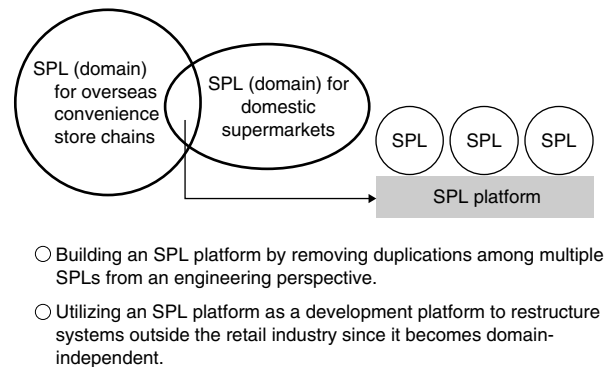 SPL (domain)
for overseas
convenience
store chains
SPL (domain) for
domestic
supermarkets
SPL
SPL
SPL
SPL platform
○ Building an SPL platform by removing duplications among multiple
SPLs from an engineering perspective.
○ Utilizing an SPL platform as a development platform to restructure
systems outside the retail industry since it becomes domain-
independent.